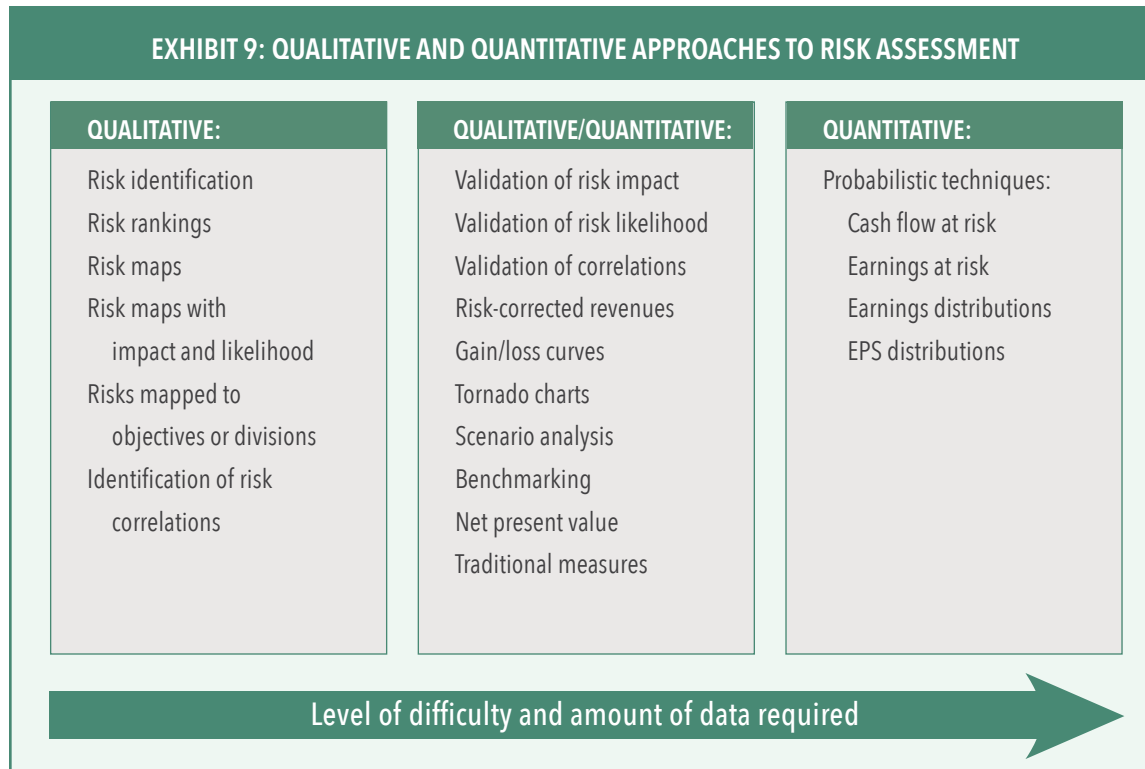 EXHIBIT 9: QUALITATIVE AND QUANTITATIVE APPROACHES TO RISK ASSESSMENT
QUALITATIVE:
Risk identification
Risk rankings
Risk maps
Risk maps with
impact and likelihood
Risks mapped to
objectives or divisions
Identification of risk
correlations
QUALITATIVE/QUANTITATIVE:
Validation of risk impact
Validation of risk likelihood
Validation of correlations
Risk-corrected revenues
Gain/loss curves
Tornado charts
Scenario analysis
Benchmarking
Net present value
Traditional measures
QUANTITATIVE:
Probabilistic techniques:
Cash flow at risk
Earnings at risk
Earnings distributions
EPS distributions
Level of difficulty and amount of data required